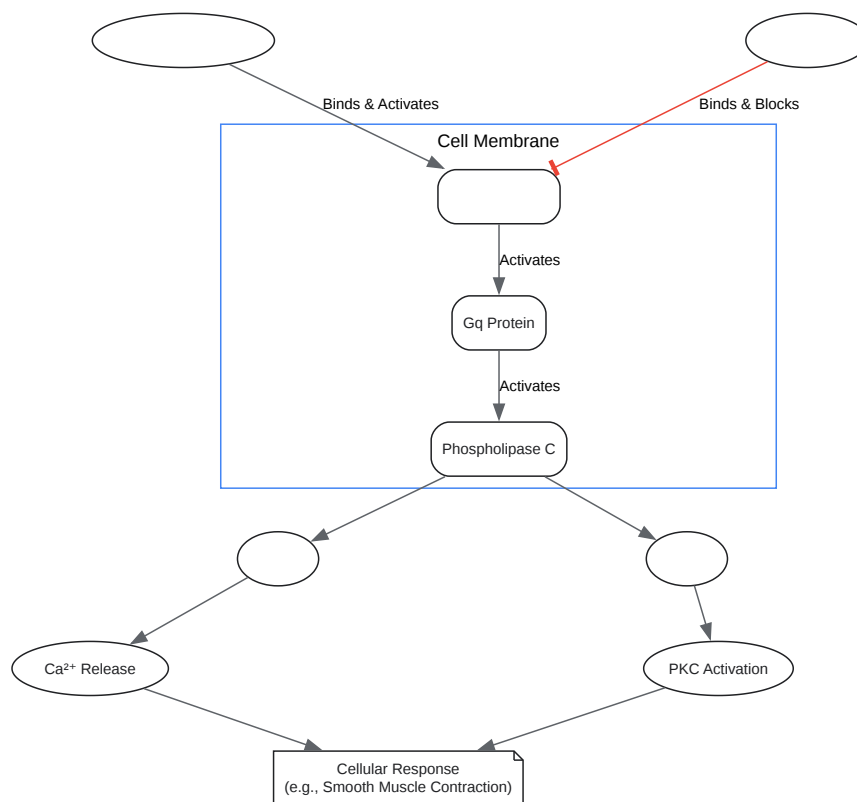 Binds & Activates
Binds & Blocks
Cell Membrane
Activates
Gq Protein
Activates
Phospholipase C
Ca²⁺ Release
PKC Activation
Cellular Response
(e.g., Smooth Muscle Contraction)